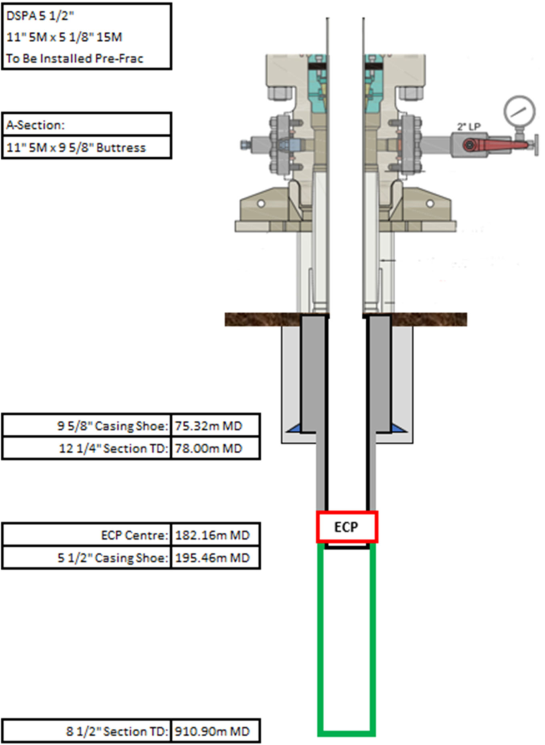 DSPA 5 1/2"
11" 5M x 5 1/8" 15M
To Be Installed Pre-Frac
A-Section:
11" 5M x 9 5/8" Buttress
2" LP
9 5/8" Casing Shoe: 75.32m MD
12 1/4" Section TD: 78.00m MD
ECP
ECP Centre: 182.16m MD
5 1/2" Casing Shoe: 195.46m MD
8 1/2" Section TD: 910.90m MD